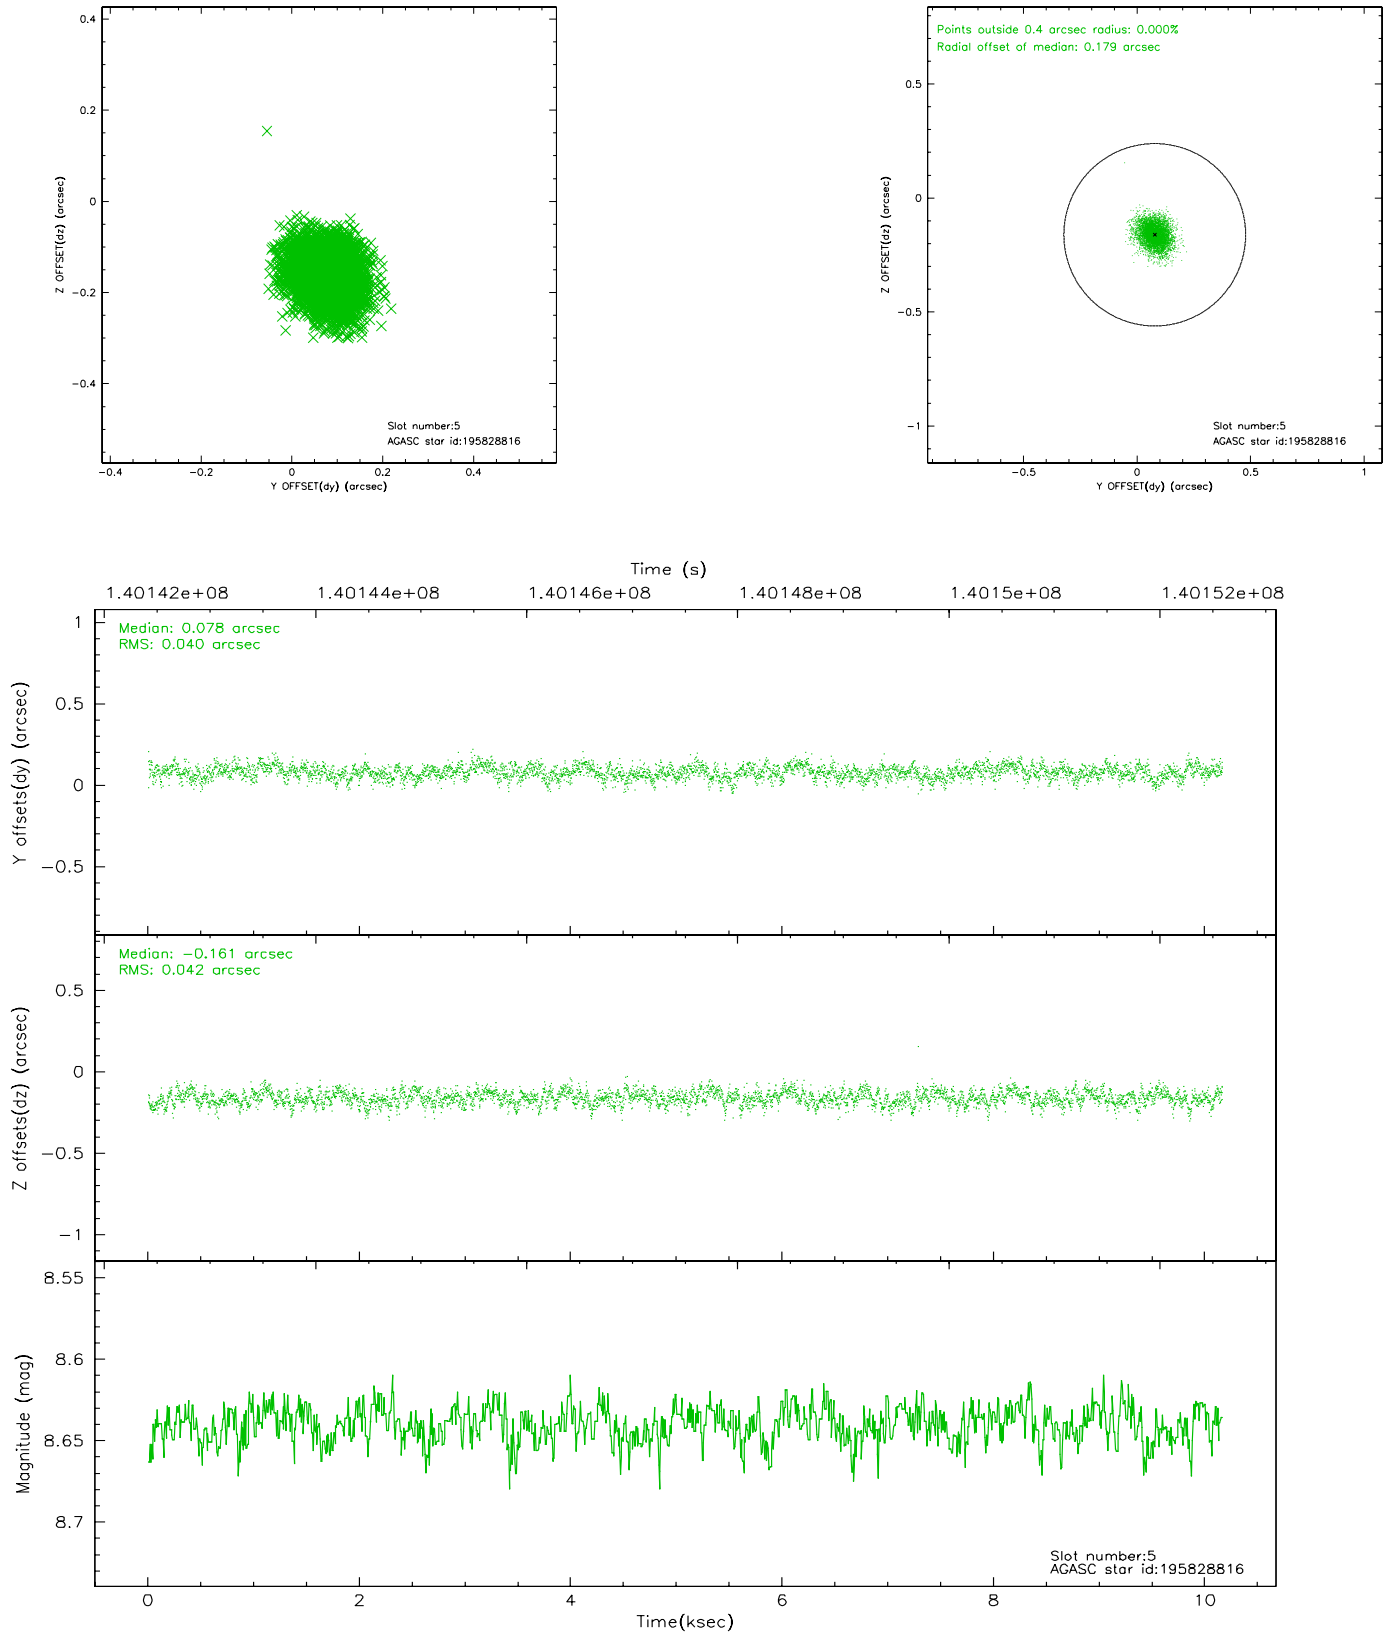 0.4
0.2
0
−0.2
−0.4
Z OFFSET(dz) (arcsec)
Slot number:5
AGASC star id:195828816
−0.4
−0.2
0
0.2
0.4
Y OFFSET(dy) (arcsec)
Points outside 0.4 arcsec radius: 0.000%
Radial offset of median: 0.179 arcsec
0.5
0
−0.5
−1
Z OFFSET(dz) (arcsec)
Slot number:5
AGASC star id:195828816
−0.5
0
0.5
1
Y OFFSET(dy) (arcsec)
Time (s)
1.40142e+08
1.40144e+08
1.40146e+08
1.40148e+08
1.4015e+08
1.40152e+08
Median: 0.078 arcsec
RMS: 0.040 arcsec
1
0.5
0
−0.5
Y offsets(dy) (arcsec)
Median: −0.161 arcsec
RMS: 0.042 arcsec
0.5
0
−0.5
−1
Z offsets(dz) (arcsec)
8.55
8.6
8.65
8.7
Magnitude (mag)
Slot number:5
AGASC star id:195828816
0
2
4
6
8
10
Time(ksec)